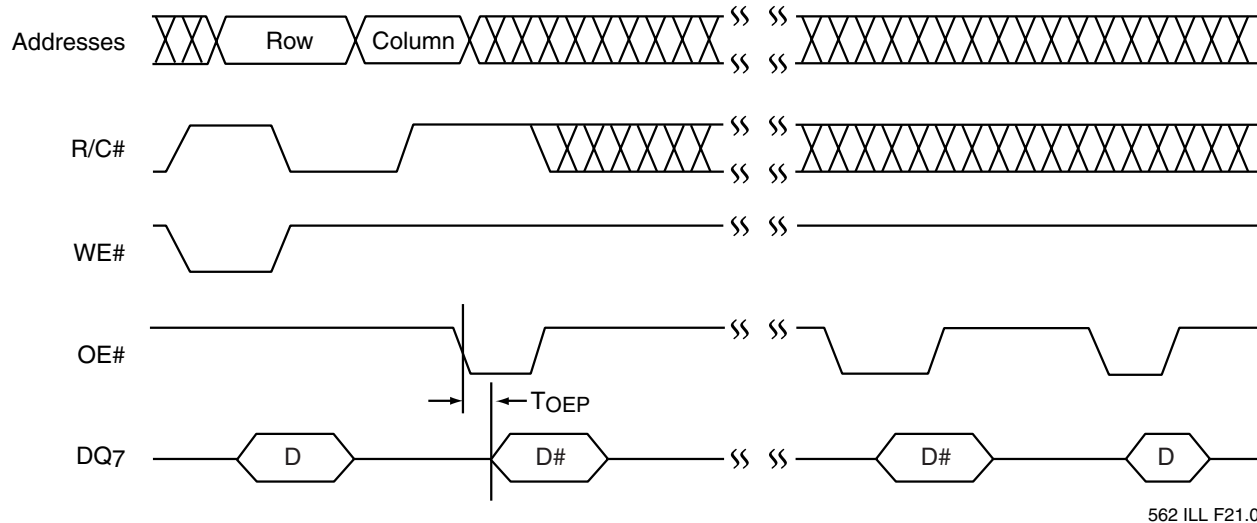 Addresses
Row
Column
R/C#
WE#
OE#
TOEP
DQ7
D
D#
D#
D
562 ILL F21.0